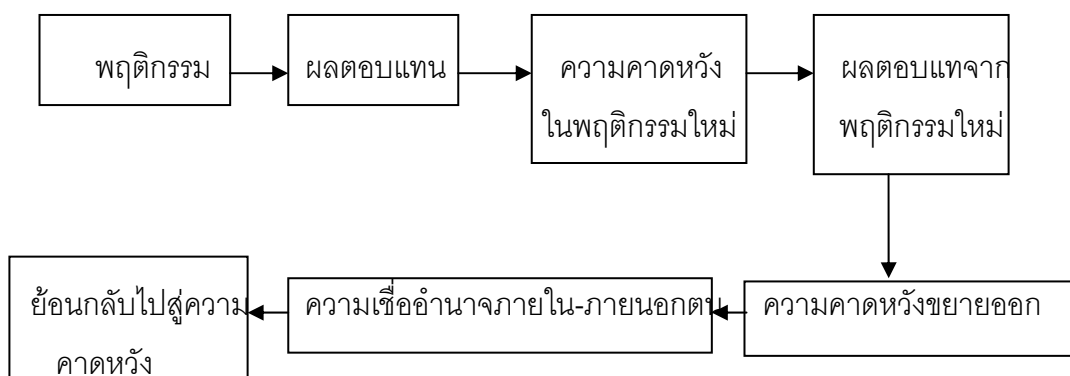 พฤติกรรม
ผลตอบแทน
ความคาดหวัง
ในพฤติกรรมใหม่
ผลตอบแทจาก
พฤติกรรมใหม่
ย้อนกลับไปสู่ความ
คาดหวัง
ความเชื่ออำนาจภายใน-ภายนอกตน
ความคาดหวังขยายออก